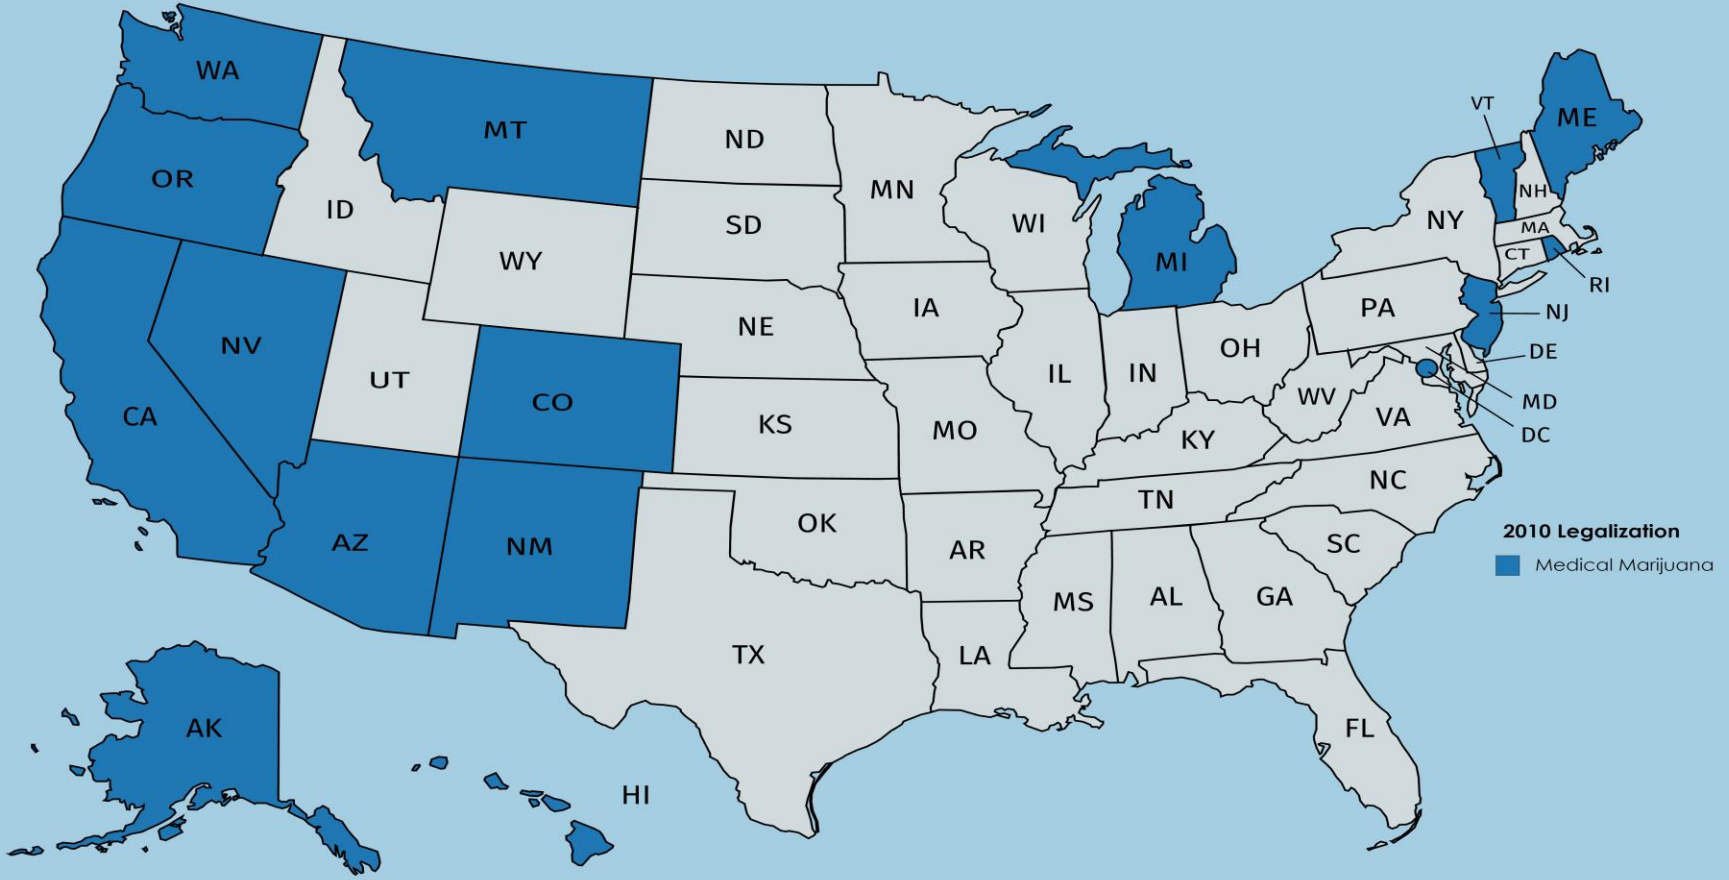 WA
MT
ND
MN
VT
ME
OR
ID
SD
WI
NH
NY
MA
CT
WY
MI
RI
IA
PA
NJ
NE
NV
OH
DE
UT
IL
IN
CO
WV
MD
CA
KS
MO
VA
DC
KY
NC
TN
OK
AZ
NM
AR
SC
2010 Legalization
Medical Marijuana
MS
AL
GA
TX
LA
AK
FL
HI